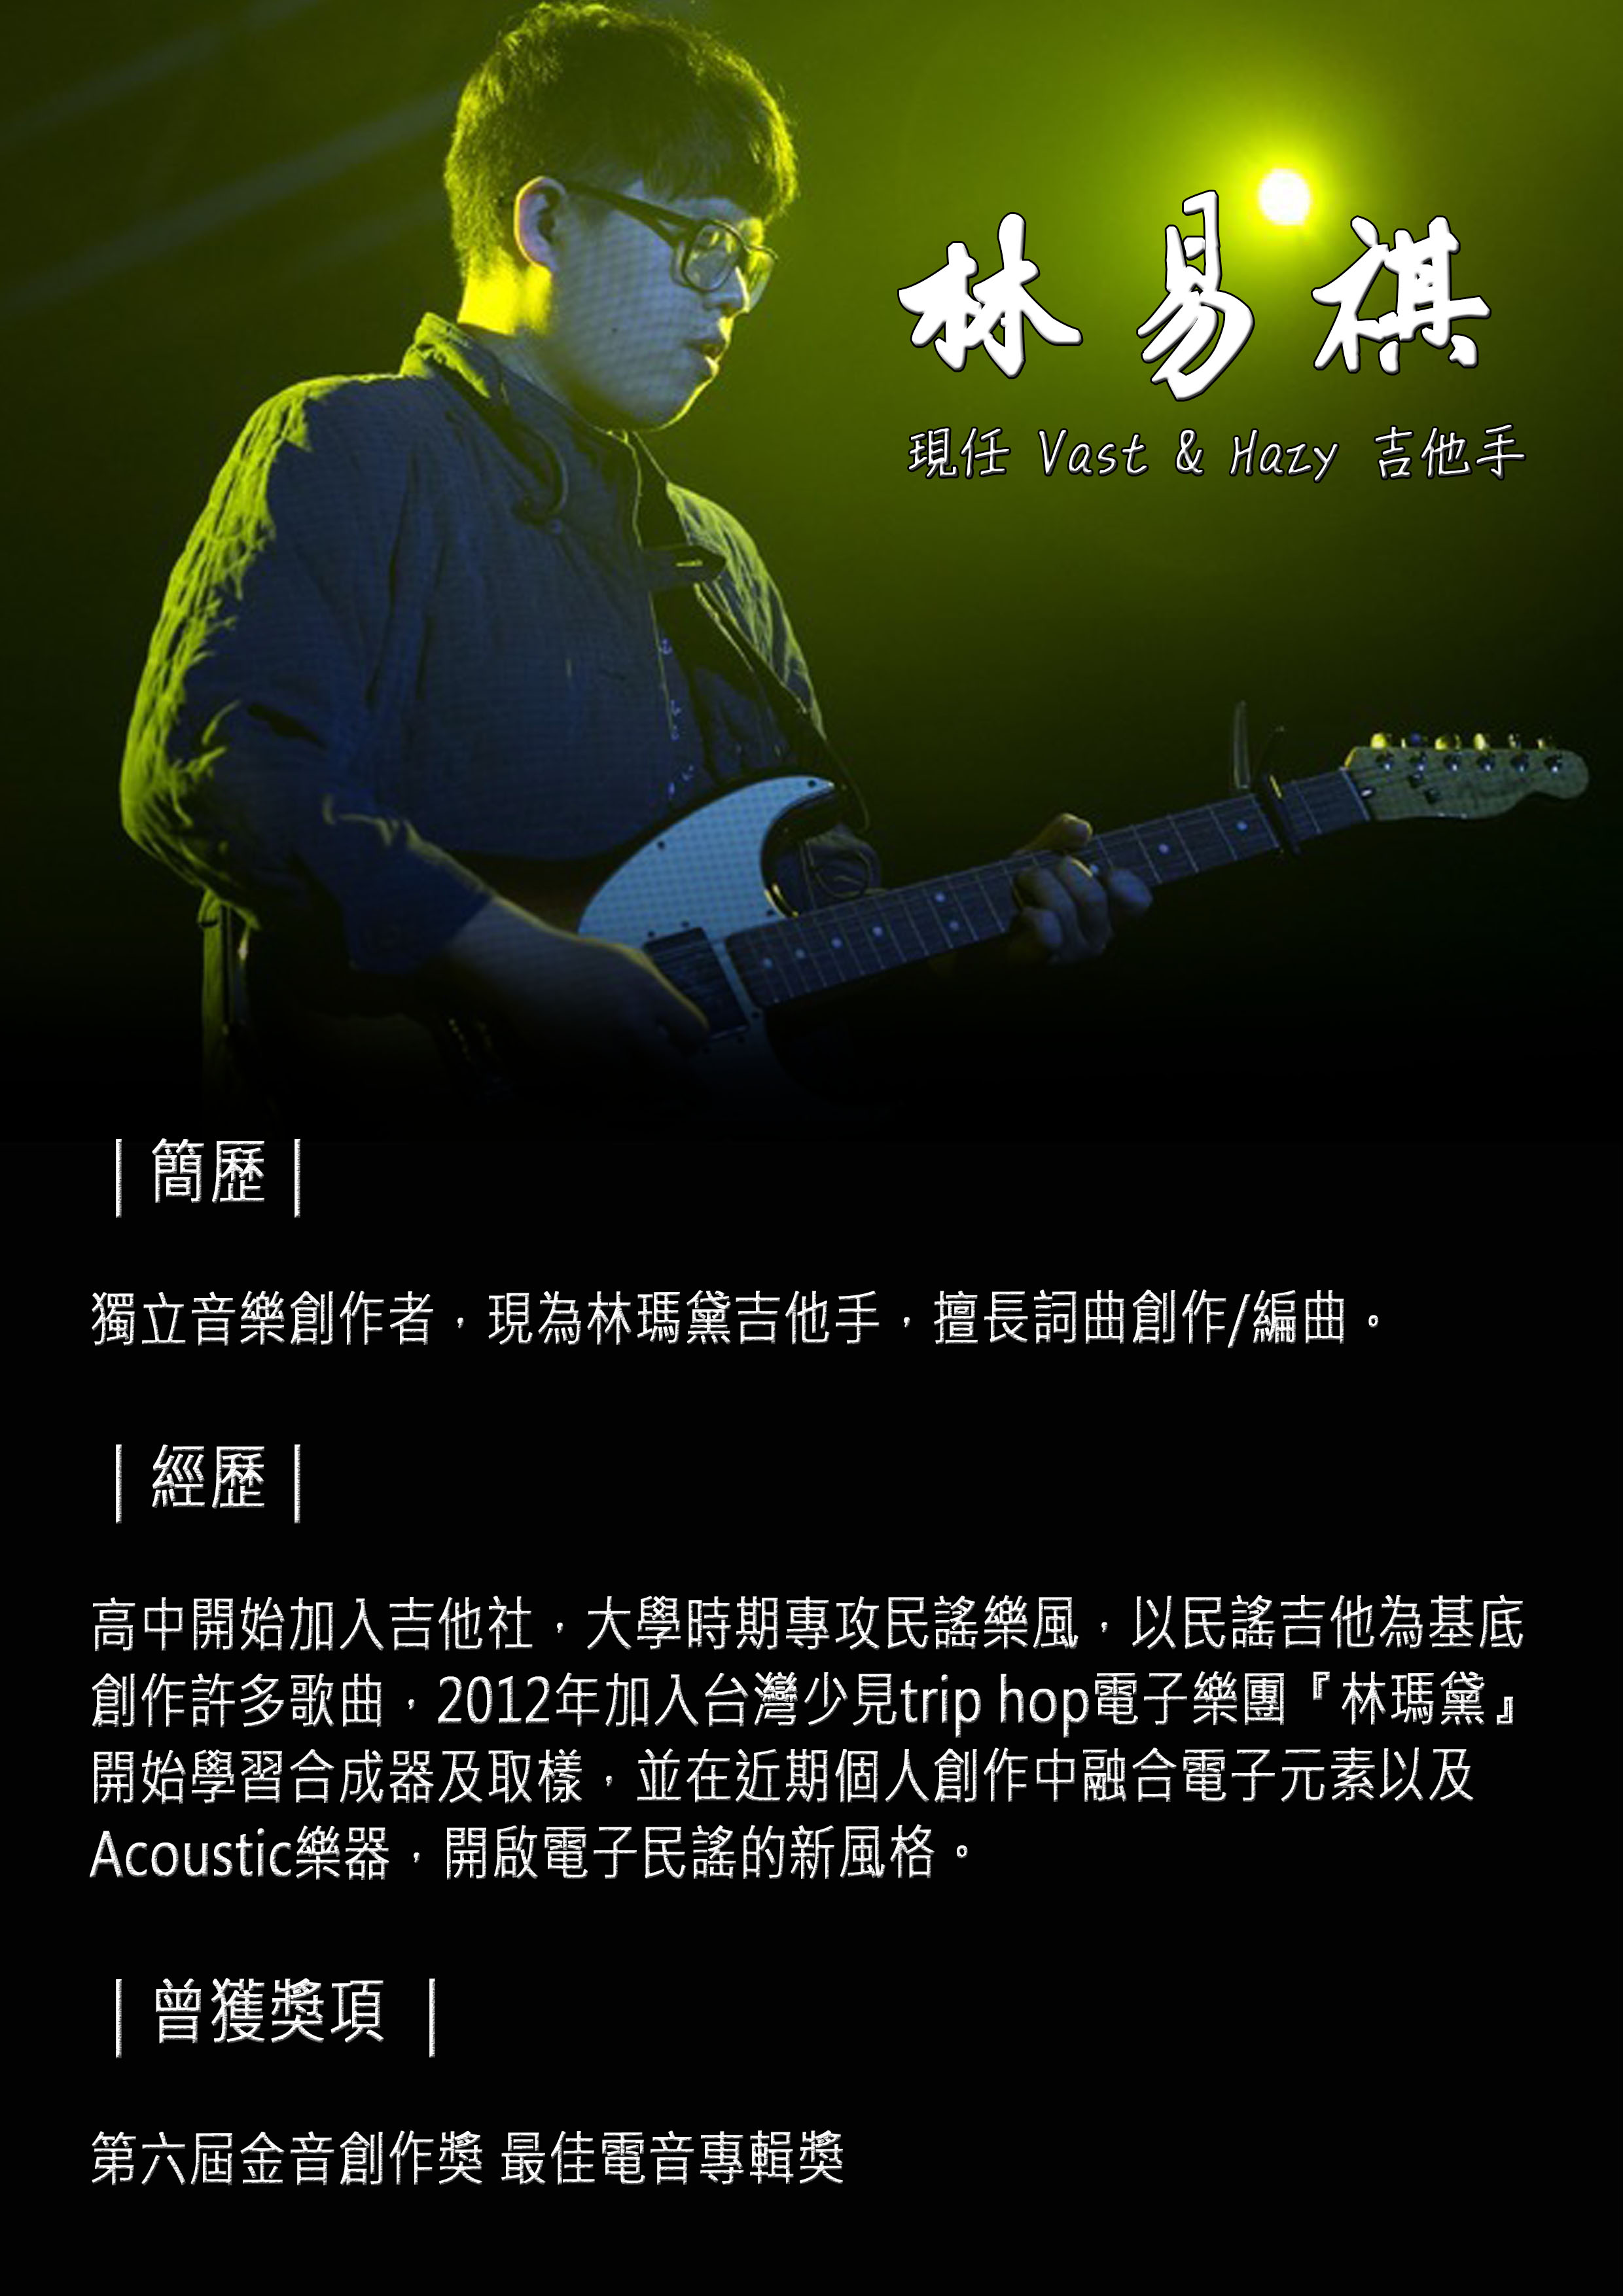 林易祺
現任 Vast & Hazy 吉他手
| 簡歷 |
獨立音樂創作者，現為林瑪黛吉他手，擅長詞曲創作/編曲。
| 經歷 |
高中開始加入吉他社，大學時期專攻民謠樂風，以民謠吉他為基底
創作許多歌曲，2012年加入台灣少見trip hop電子樂團『林瑪黛』
開始學習合成器及取樣，並在近期個人創作中融合電子元素以及
Acoustic樂器，開啟電子民謠的新風格。
| 曾獲獎項 |
第六屆金音創作獎 最佳電音專輯獎